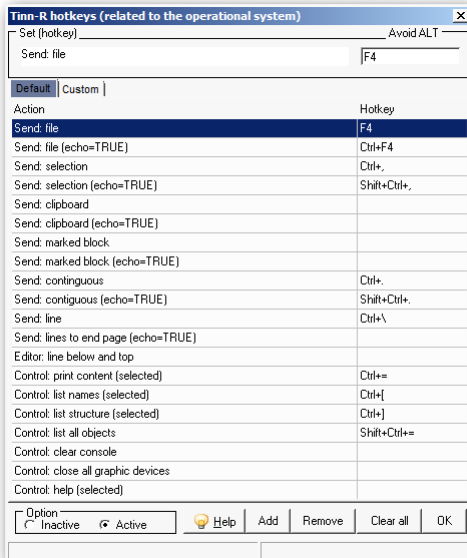 Tinn-R hotkeys (related to the operational system)
Set (hotkey) Avoid ALT
Send: file F4
Default Custom
Action Hotkey
Send: file F4
Send: file (echo=TRUE) Ctrl+F4
Send: selection Ctrl+,
Send: selection (echo=TRUE) Shift+Ctrl+,
Send: clipboard
Send: clipboard (echo=TRUE)
Send: marked block
Send: marked block (echo=TRUE)
Send: continguous Ctrl+.
Send: contiguous (echo=TRUE) Shift+Ctrl+.
Send: line Ctrl+\
Send: lines to end page (echo=TRUE)
Editor: line below and top
Control: print content (selected) Ctrl+=
Control: list names (selected) Ctrl+[
Control: list structure (selected) Ctrl+]
Control: list all objects Shift+Ctrl+=
Control: clear console
Control: close all graphic devices
Control: help (selected)
Option
Inactive Active Help Add Remove Clear all OK